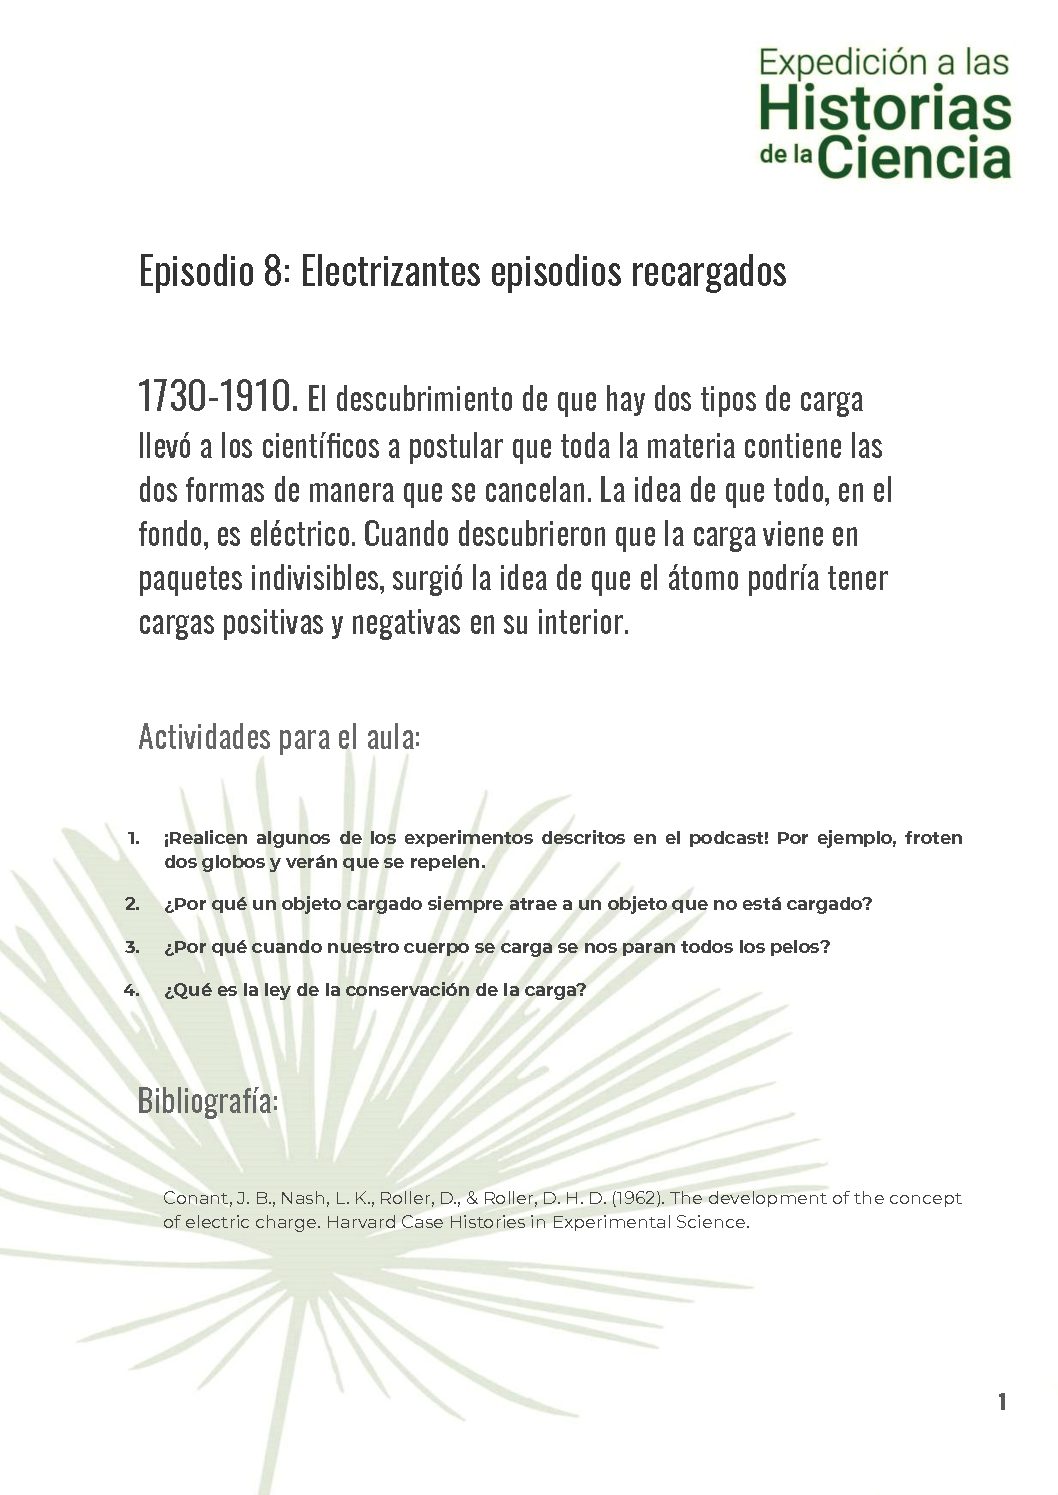 Expedición a las
Historias
de la Ciencia
Episodio 8: Electrizantes episodios recargados
1730-1910. El descubrimiento de que hay dos tipos de carga
llevó a los científicos a postular que toda la materia contiene las
dos formas de manera que se cancelan. La idea de que todo, en el
fondo, es eléctrico. Cuando descubrieron que la carga viene en
paquetes indivisibles, surgió la idea de que el átomo podría tener
cargas positivas y negativas en su interior.
Actividades para el aula:
1. ¡Realicen algunos de los experimentos descritos en el podcast! Por ejemplo, froten
dos globos y verán que se repelen.
2. ¿Por qué un objeto cargado siempre atrae a un objeto que no está cargado?
3. ¿Por qué cuando nuestro cuerpo se carga se nos paran todos los pelos?
4. ¿Qué es la ley de la conservación de la carga?
Bibliografía:
Conant, J. B., Nash, L. K., Roller, D., & Roller, D. H. D. (1962). The development of the concept
of electric charge. Harvard Case Histories in Experimental Science.
1